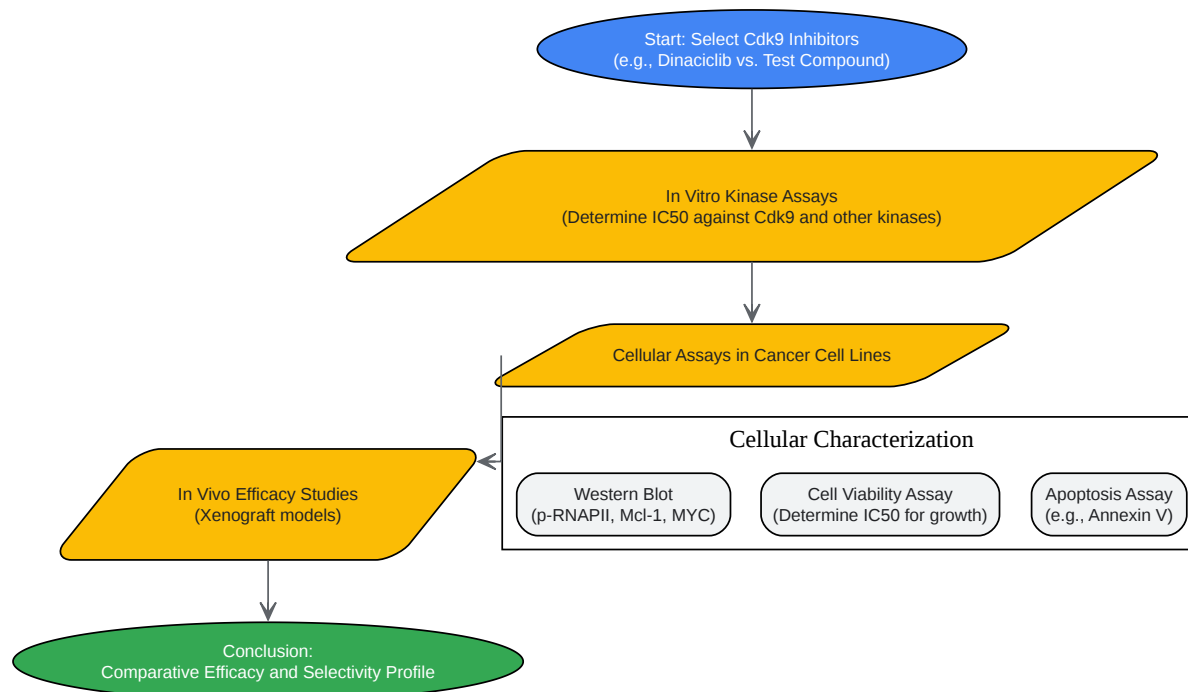 Start: Select Cdk9 Inhibitors
(e.g., Dinaciclib vs. Test Compound)
In Vitro Kinase Assays
(Determine IC50 against Cdk9 and other kinases)
Cellular Assays in Cancer Cell Lines
Cellular Characterization
Western Blot
(p-RNAPII, Mcl-1, MYC)
Cell Viability Assay
(Determine IC50 for growth)
Apoptosis Assay
(e.g., Annexin V)
In Vivo Efficacy Studies
(Xenograft models)
Conclusion:
Comparative Efficacy and Selectivity Profile